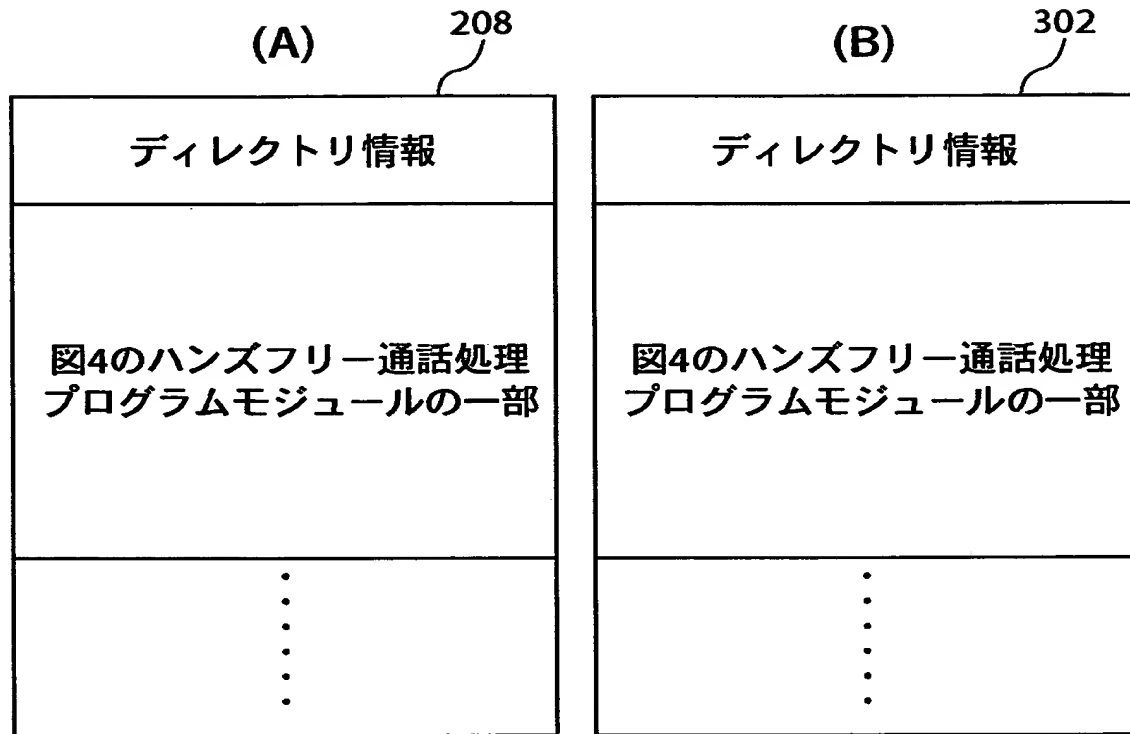 (A)
208
ディレクトリ情報
図4のハンズフリー通話処理
プログラムモジュールの一部
(B)
302
ディレクトリ情報
図4のハンズフリー通話処理
プログラムモジュールの一部